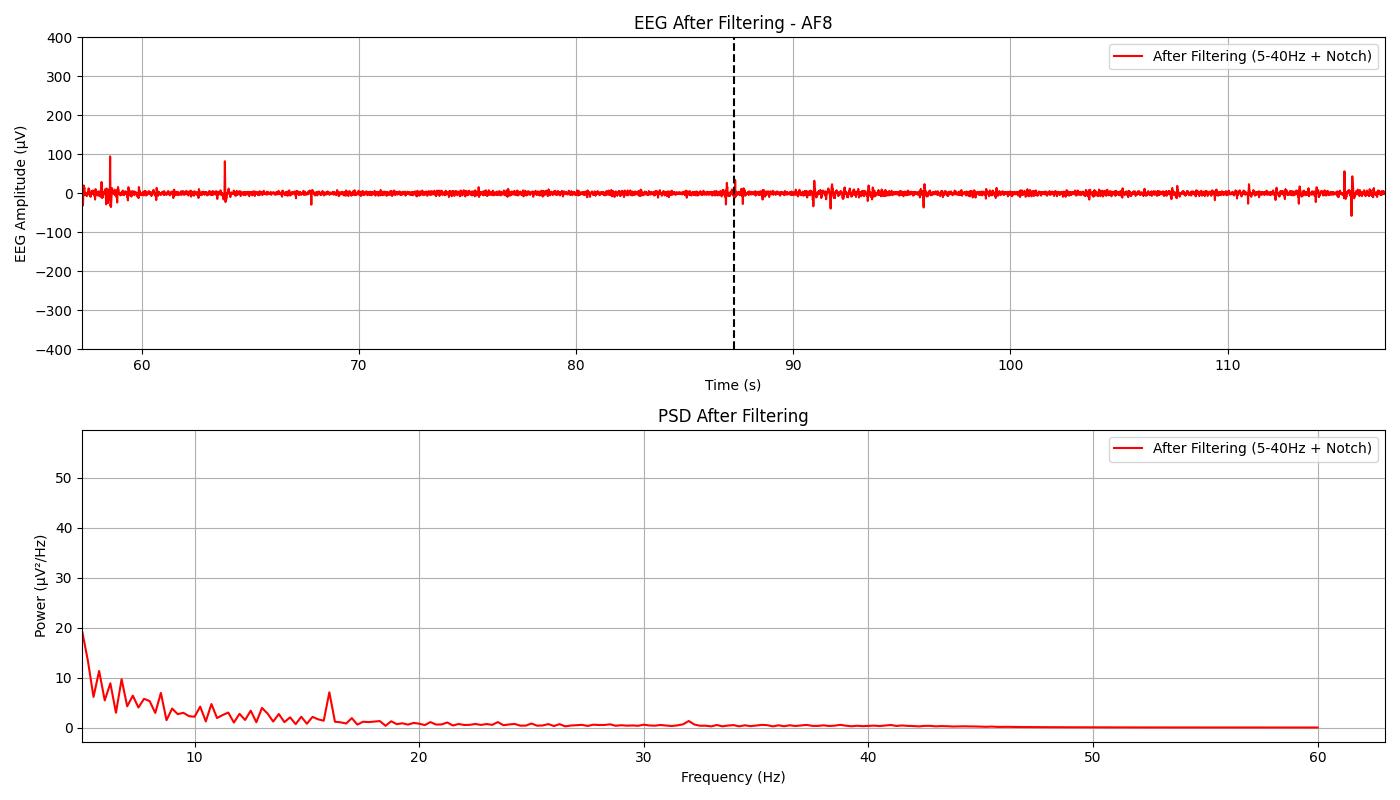 EEG After Filtering - AF8
After Filtering (5-40Hz + Notch)
EEG Amplitude (µV)
400
300
200
100
0
−100
−200
−300
−400
60 70 80 90 100 110
Time (s)
PSD After Filtering
After Filtering (5-40Hz + Notch)
Power (µV²/Hz)
50
40
30
20
10
0
10 20 30 40 50 60
Frequency (Hz)